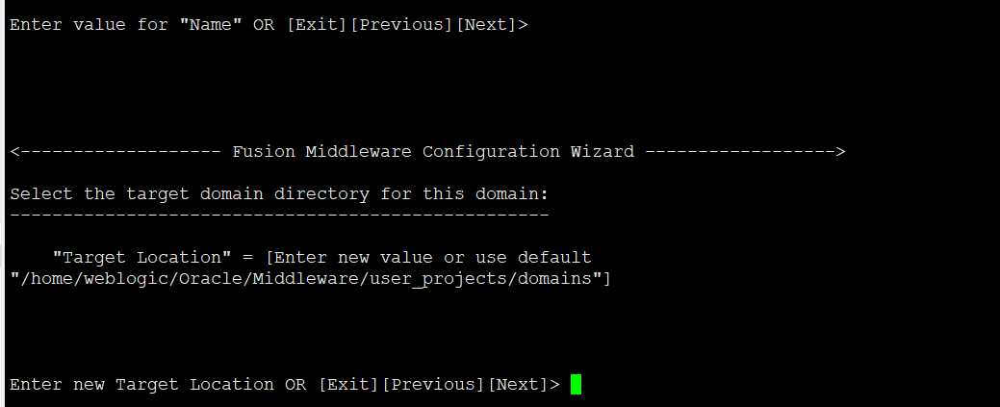 Enter value for "Name" OR [Exit][Previous][Next]>
<------------------- Fusion Middleware Configuration Wizard ------------------>
Select the target domain directory for this domain:
---------------------------------------------------
"Target Location" = [Enter new value or use default
"/home/weblogic/Oracle/Middleware/user_projects/domains"]
Enter new Target Location OR [Exit][Previous][Next]>